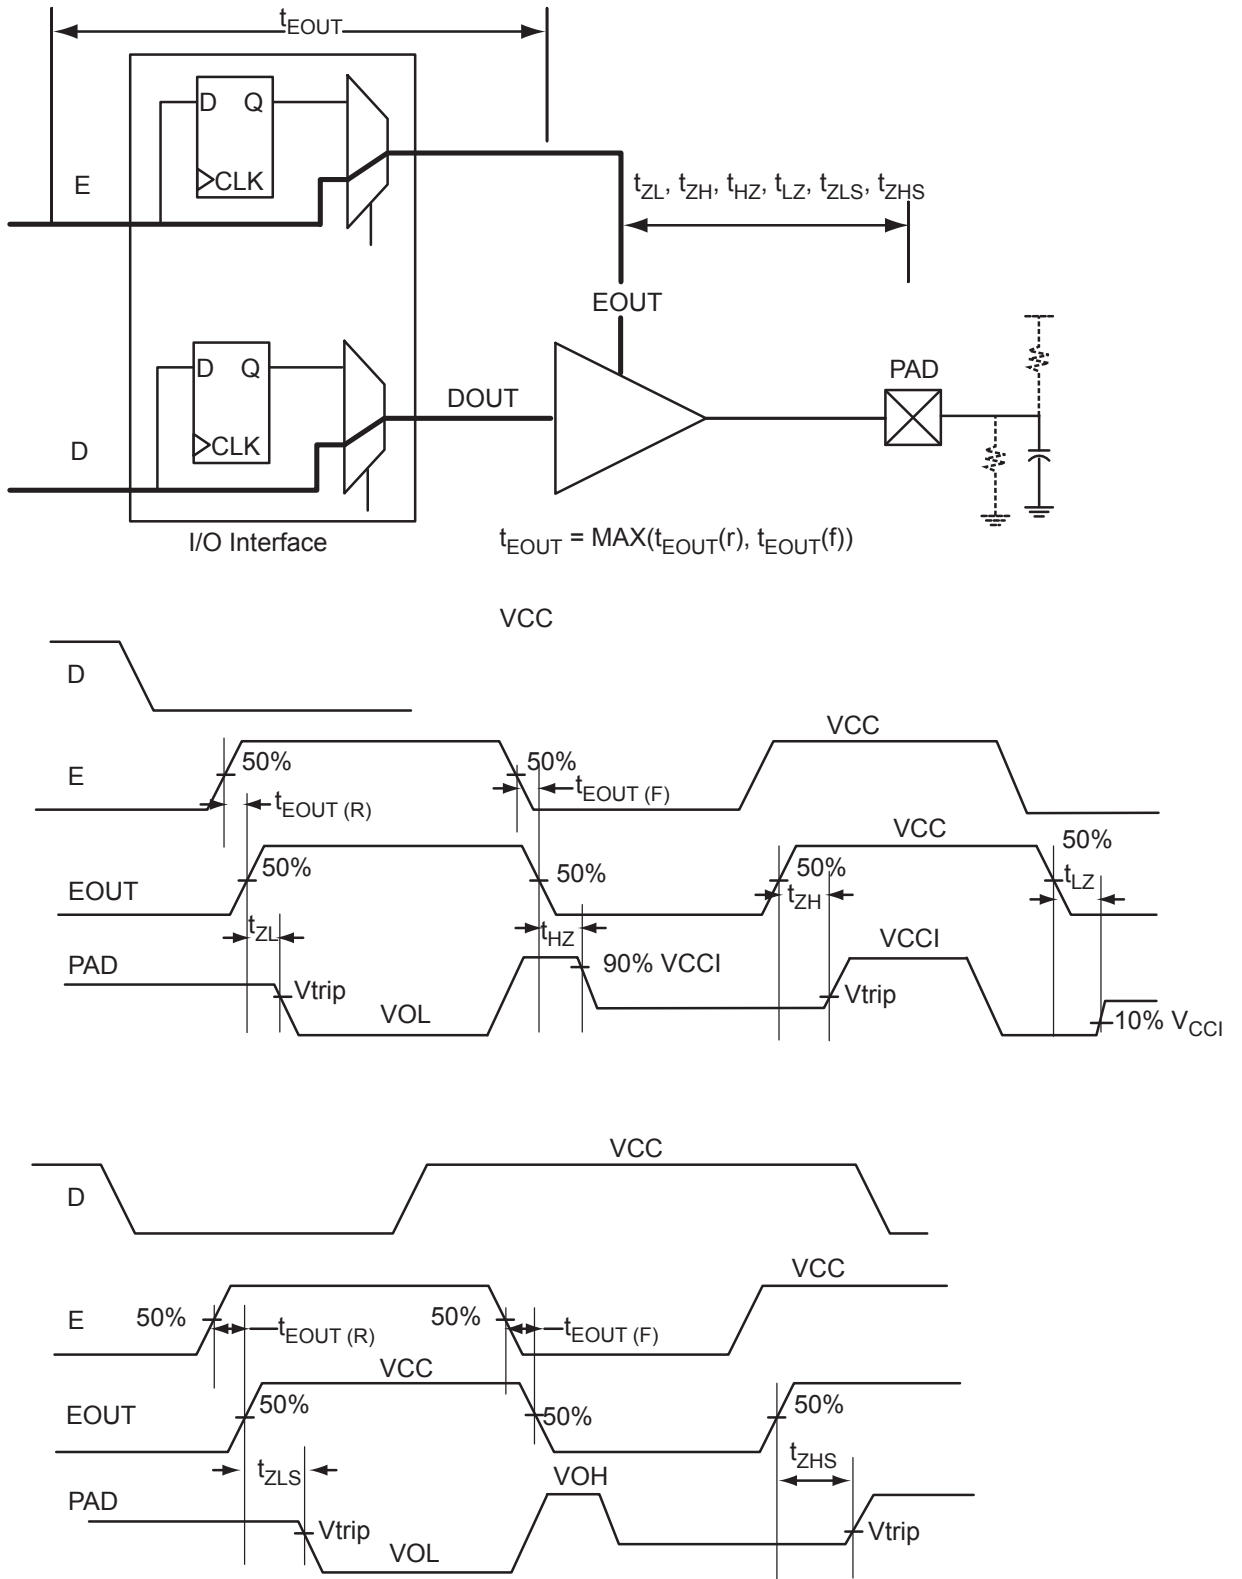 tEOUT
D Q
CLK
E
tZL, tZH, tHZ, tLZ, tZLS, tZHS
EOUT
D Q
CLK
D
DOUT
PAD
I/O Interface
tEOUT = MAX(tEOUT(r), tEOUT(f))
VCC
D
VCC
E
50%
50%
tEOUT (R)
tEOUT (F)
VCC
50%
EOUT
50%
50%
50%
tZL
tHZ
tZH
tLZ
PAD
VCCI
90% VCCI
Vtrip
VOL
Vtrip
10% VCCI
VCC
D
VCC
E
50%
50%
tEOUT (R)
tEOUT (F)
VCC
EOUT
50%
50%
50%
tZLS
tZHS
VOH
PAD
Vtrip
Vtrip
VOL